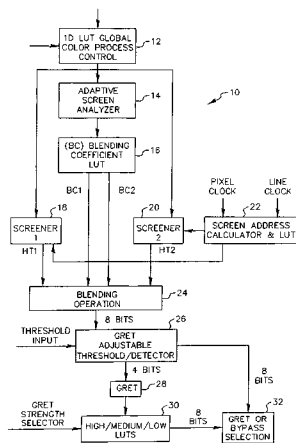 1D LUT GLOBAL
COLOR PROCESS
CONTROL
12
ADAPTIVE
SCREEN
ANALYZER
14
10
(BC) BLENDING
COEFFICIENT
LUT
16
BC1
BC2
PIXEL
CLOCK
LINE
CLOCK
18
SCREENER
1
20
SCREENER
2
22
SCREEN ADDRESS
CALCULATOR & LUT
HT1
HT2
BLENDING
OPERATION
24
8 BITS
26
THRESHOLD
INPUT
GRET
ADJUSTABLE
THRESHOLD/DETECTOR
4 BITS
8
BITS
GRET
28
GRET
STRENGTH
SELECTOR
30
HIGH/MEDIUM/LOW
LUTS
8
BITS
32
GRET OR
BYPASS
SELECTION